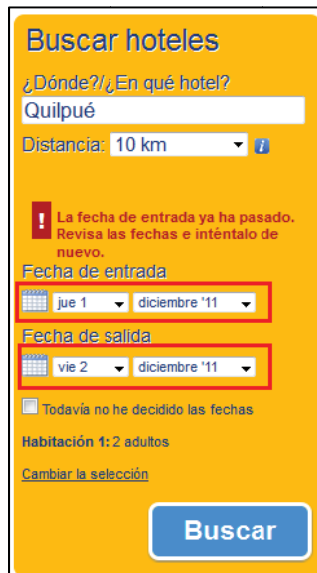 Buscar hoteles
¿Dónde?/¿En qué hotel?
Quilpué
Distancia: 10 km i
! La fecha de entrada ya ha pasado.
Revisa las fechas e inténtalo de
nuevo.
Fecha de entrada
jue 1 diciembre '11
Fecha de salida
vie 2 diciembre '11
Todavía no he decidido las fechas
Habitación 1: 2 adultos
Cambiar la selección
Buscar